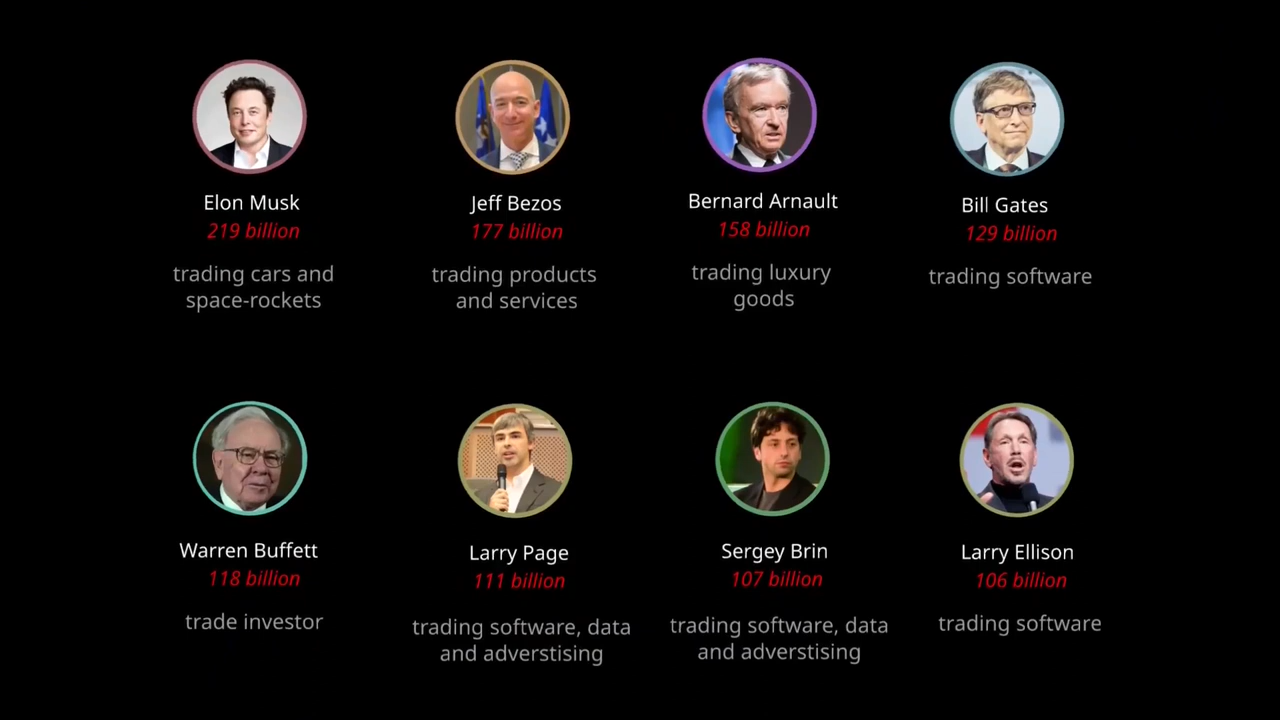 Elon Musk
219 billion
trading cars and
space-rockets
Jeff Bezos
177 billion
trading products
and services
Bernard Arnault
158 billion
trading luxury
goods
Bill Gates
129 billion
trading software
Warren Buffett
118 billion
trade investor
Larry Page
111 billion
trading software, data
and adverstising
Sergey Brin
107 billion
trading software, data
and adverstising
Larry Ellison
106 billion
trading software